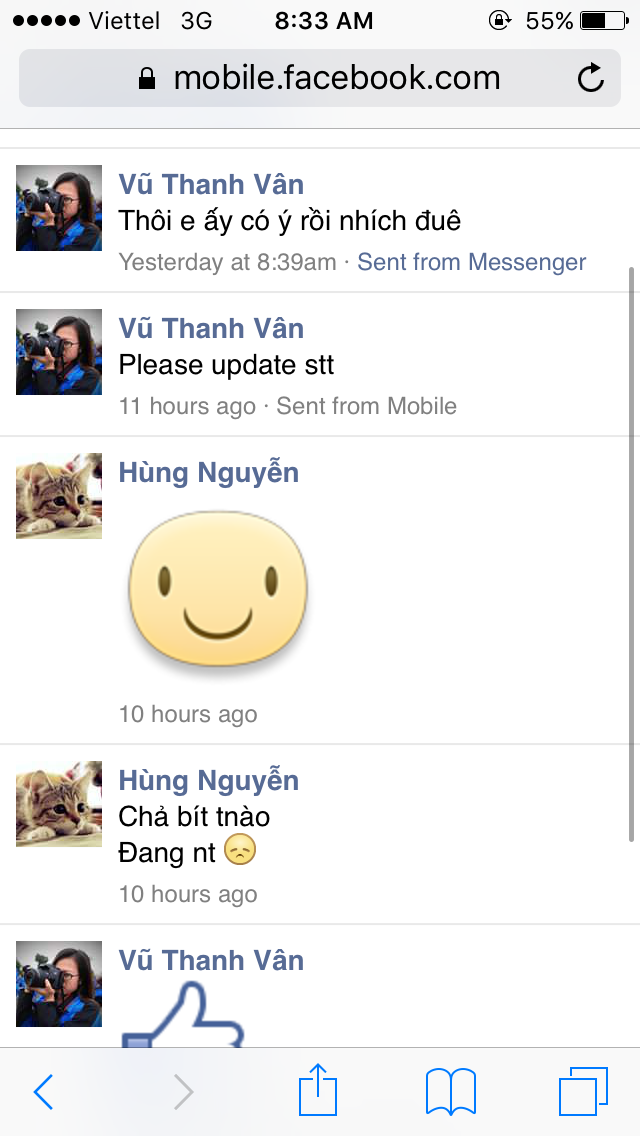 Viettel 3G 8:33 AM 55%
mobile.facebook.com
Vũ Thanh Vân
Thôi e ấy có ý rồi nhích đuê
Yesterday at 8:39am · Sent from Messenger
Vũ Thanh Vân
Please update stt
11 hours ago · Sent from Mobile
Hùng Nguyễn
10 hours ago
Hùng Nguyễn
Chả bít tnào
Đang nt 😞
10 hours ago
Vũ Thanh Vân